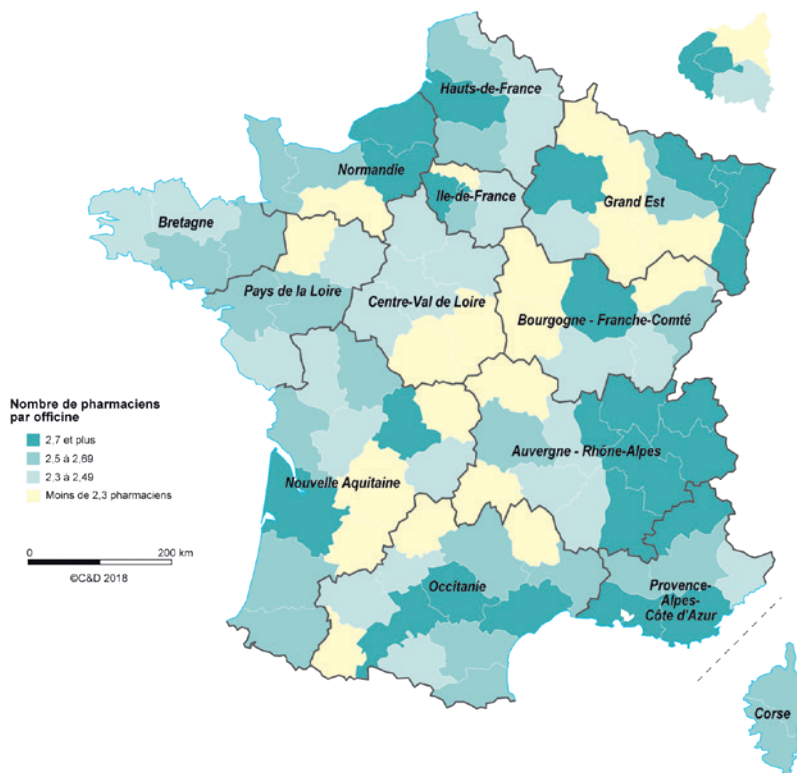 Hauts-de-France
Normandie
Ile-de-France
Grand Est
Bretagne
Pays de la Loire
Centre-Val de Loire
Bourgogne - Franche-Comté
Nombre de pharmaciens
par officine
2,7 et plus
2,5 à 2,69
2,3 à 2,49
Moins de 2,3 pharmaciens
Auvergne - Rhône-Alpes
Nouvelle Aquitaine
0 200 km
©C&D 2018
Occitanie
Provence-
Alpes-
Côte d'Azur
Corse